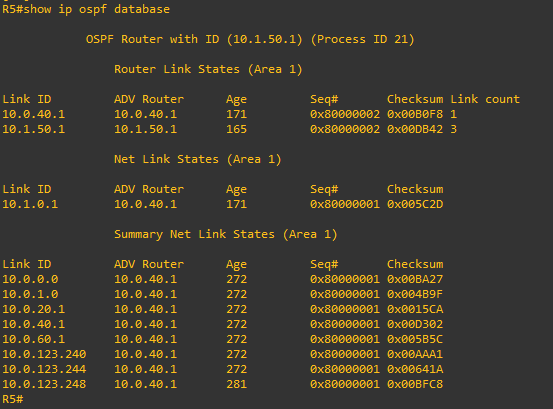 R5#show ip ospf database
OSPF Router with ID (10.1.50.1) (Process ID 21)
Router Link States (Area 1)
Link ID ADV Router Age Seq# Checksum Link count
10.0.40.1 10.0.40.1 171 0x80000002 0x00B0F8 1
10.1.50.1 10.1.50.1 165 0x80000002 0x00DB42 3
Net Link States (Area 1)
Link ID ADV Router Age Seq# Checksum
10.1.0.1 10.0.40.1 171 0x80000001 0x005C2D
Summary Net Link States (Area 1)
Link ID ADV Router Age Seq# Checksum
10.0.0.0 10.0.40.1 272 0x80000001 0x00BA27
10.0.1.0 10.0.40.1 272 0x80000001 0x004B9F
10.0.20.1 10.0.40.1 272 0x80000001 0x0015CA
10.0.40.1 10.0.40.1 272 0x80000001 0x00D302
10.0.60.1 10.0.40.1 272 0x80000001 0x005B5C
10.0.123.240 10.0.40.1 272 0x80000001 0x00AAA1
10.0.123.244 10.0.40.1 272 0x80000001 0x00641A
10.0.123.248 10.0.40.1 281 0x80000001 0x00BFC8
R5#